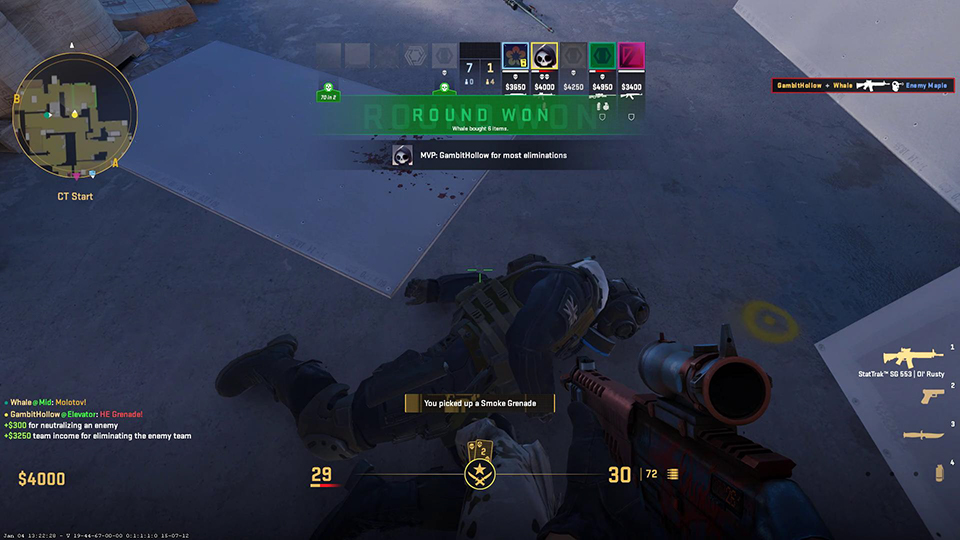 7 1
0 4
$3650 $4000 $4250 $4950 $3400
70 in 2
ROUND WON
Whale bought 6 items.
MVP: GambitHollow for most eliminations
GambitHollow + Whale Enemy Maple
B
A
CT Start
1
StatTrak™ SG 553 | Ol' Rusty
2
3
4
You picked up a Smoke Grenade
Whale@Mid: Molotov!
GambitHollow@Elevator: HE Grenade!
+$300 for neutralizing an enemy
+$3250 team income for eliminating the enemy team
2
$4000
29
30 | 72